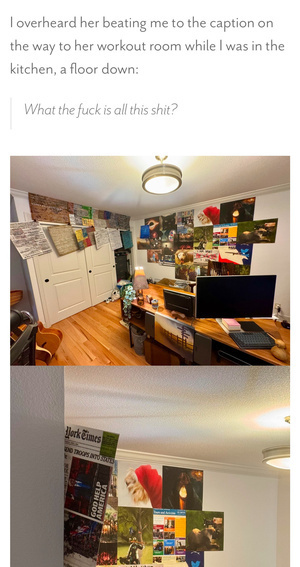 I overheard her beating me to the caption on
the way to her workout room while I was in the
kitchen, a floor down:
What the fuck is all this shit?
York Times
GOD HELP
AMERICA